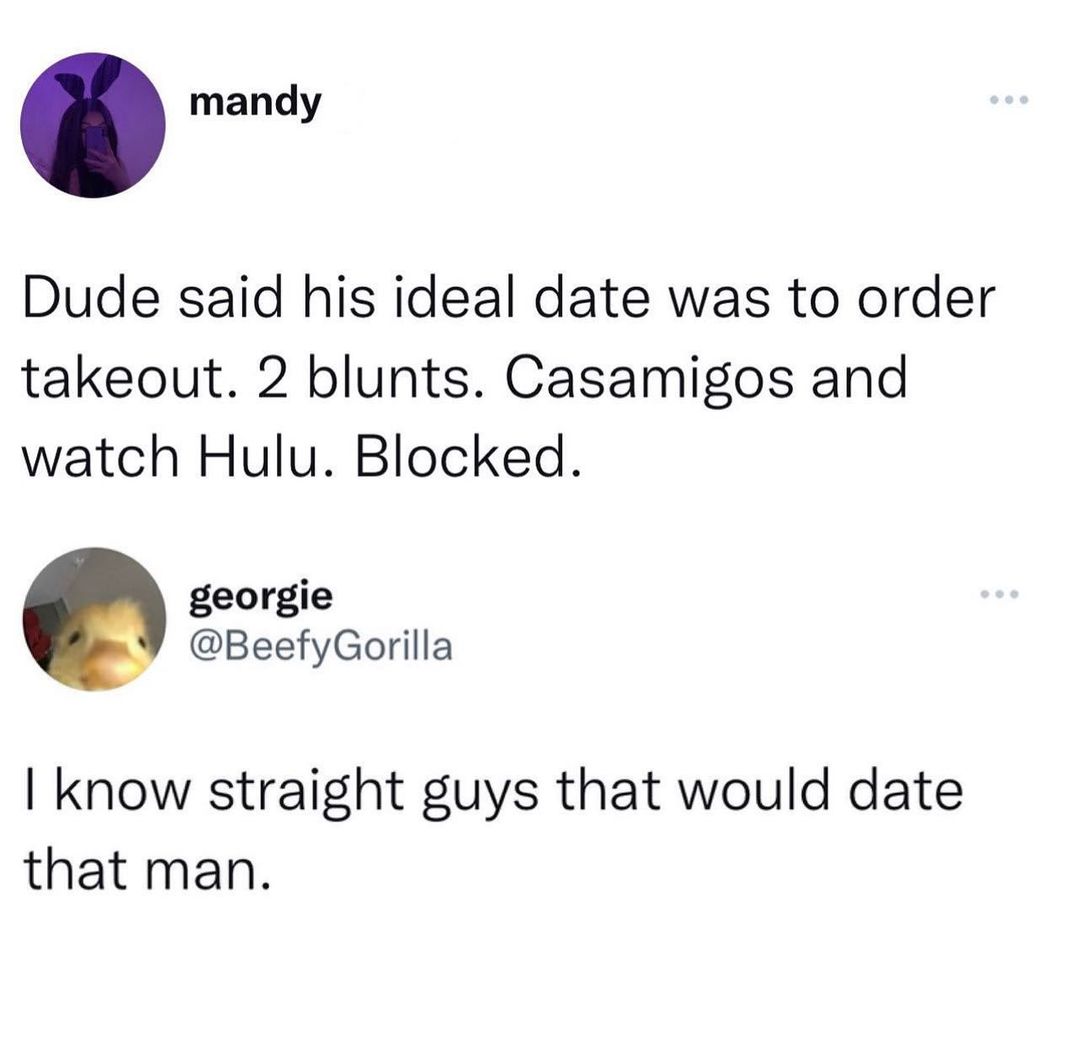 mandy
Dude said his ideal date was to order
takeout. 2 blunts. Casamigos and
watch Hulu. Blocked.
georgie
@BeefyGorilla
I know straight guys that would date
that man.